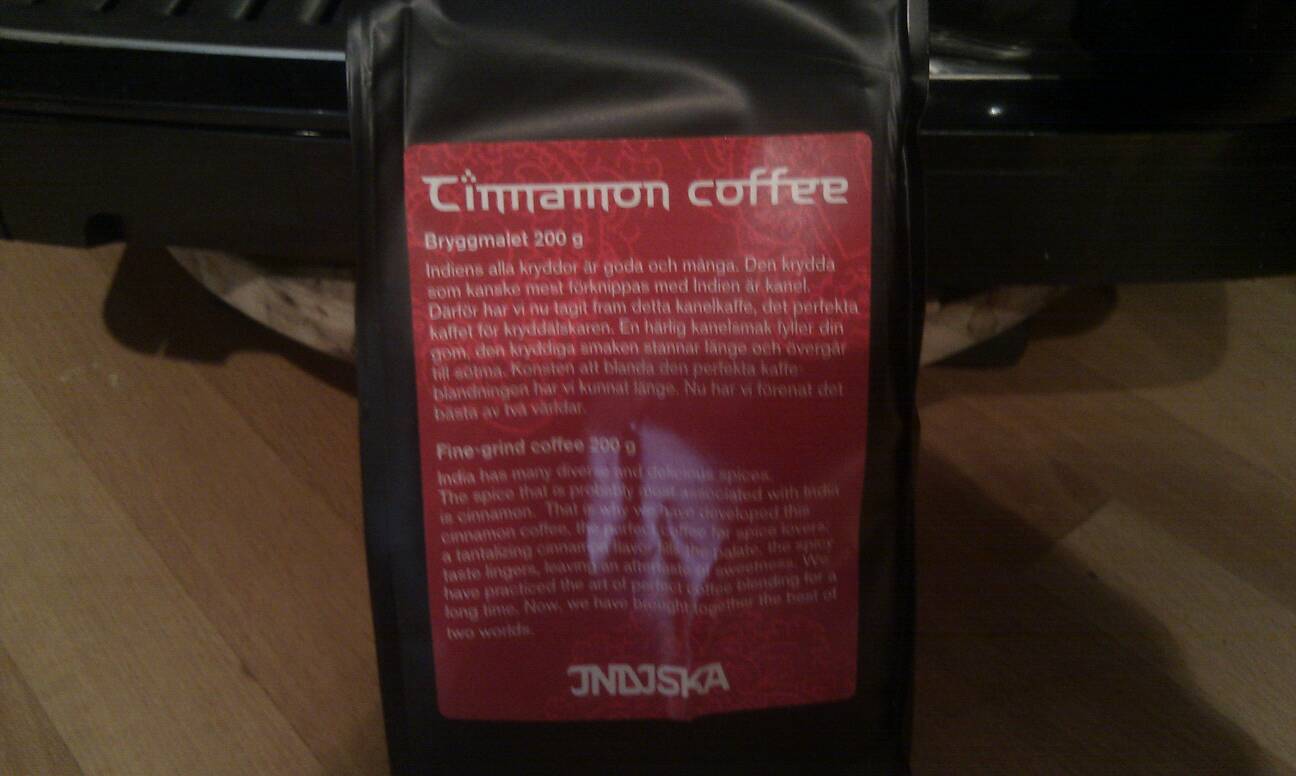 Cinnamon coffee
Bryggmalet 200 g
Indiens alla kryddor är goda och många. Den krydda
som kanske mest förknippas med Indien är kanel.
Därför har vi nu tagit fram detta kanelkaffe, det perfekta
kaffet för kryddälskaren. En härlig kanelsmak fyller din
gom, den kryddiga smaken stannar länge och övergår
till sötma. Konsten att blanda den perfekta kaffe-
blandningen har vi kunnat länge. Nu har vi förenat det
bästa av två världar.
Fine-grind coffee 200 g
India has many diverse and delicious spices.
The spice that is probably most associated with India
is cinnamon. That is why we have developed this
cinnamon coffee, the perfect coffee for spice lovers;
a tantalizing cinnamon flavor fills the palate, the spicy
taste lingers, leaving an aftertaste of sweetness. We
have practiced the art of perfect coffee blending for a
long time. Now, we have brought together the best of
two worlds.
INDISKA